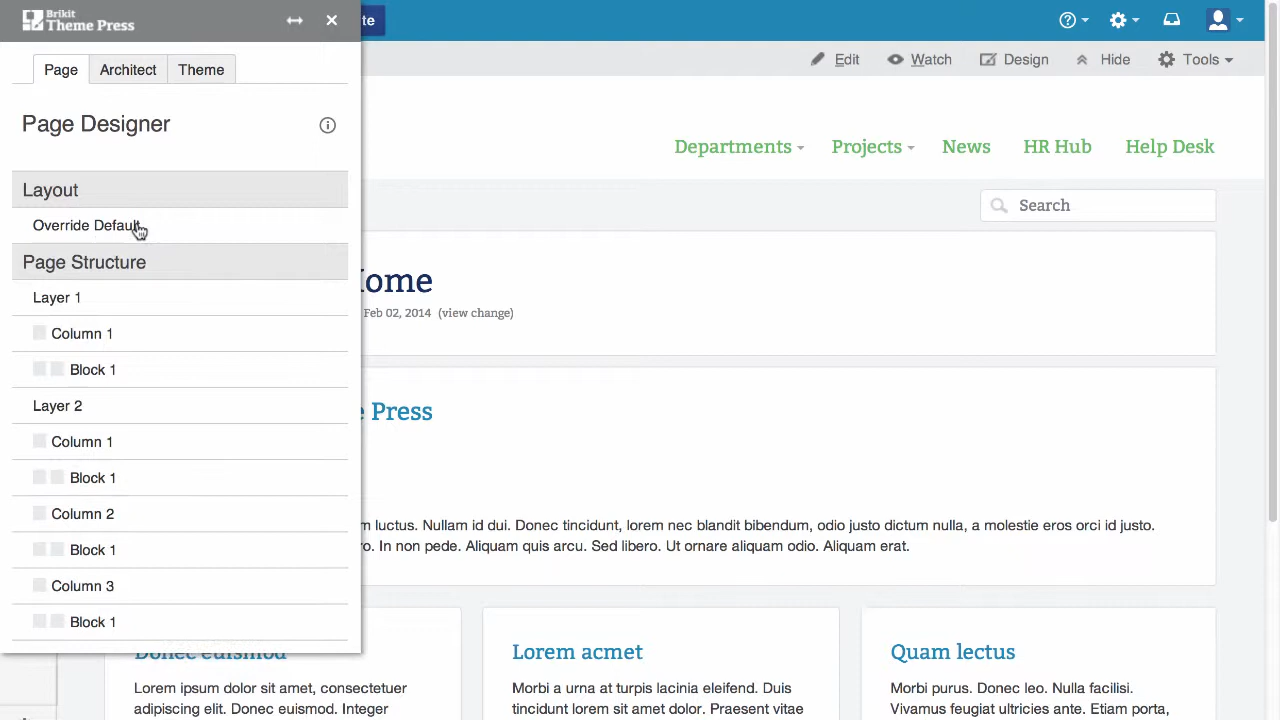 Brikit
Theme Press
te
Page Architect Theme
Edit Watch Design Hide Tools
Page Designer
Departments Projects News HR Hub Help Desk
Layout
Search
Override Default
Page Structure
ome
Feb 02, 2014 (view change)
Layer 1
Column 1
Block 1
Layer 2
e Press
Column 1
Block 1
Column 2
m luctus. Nullam id dui. Donec tincidunt, lorem nec blandit bibendum, odio justo dictum nulla, a molestie eros orci id justo.
o. In non pede. Aliquam quis arcu. Sed libero. Ut ornare aliquam odio. Aliquam erat.
Block 1
Column 3
Block 1
Donec euismod
Lorem ipsum dolor sit amet, consectetuer
adipiscing elit. Donec euismod. Integer
Lorem acmet
Morbi a urna at turpis lacinia eleifend. Duis
tincidunt lorem sit amet dolor. Praesent vitae
Quam lectus
Morbi purus. Donec leo. Nulla facilisi.
Vivamus feugiat ultricies ante. Etiam porta,